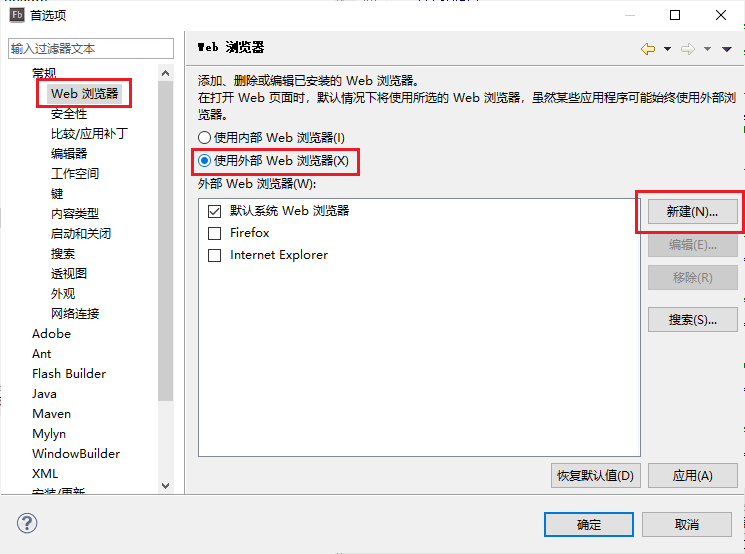 Fb 首选项
输入过滤器文本
常规
Web 浏览器
安全性
比较/应用补丁
编辑器
工作空间
键
内容类型
启动和关闭
搜索
透视图
外观
网络连接
Adobe
Ant
Flash Builder
Java
Maven
Mylyn
WindowBuilder
XML
安装/更新
Web 浏览器
添加、删除或编辑已安装的 Web 浏览器。
在打开 Web 页面时，默认情况下将使用所选的 Web 浏览器，虽然某些应用程序可能始终使用外部浏
览器。
使用内部 Web 浏览器(I)
使用外部 Web 浏览器(X)
外部 Web 浏览器(W):
默认系统 Web 浏览器
Firefox
Internet Explorer
新建(N)...
编辑(E)...
移除(R)
搜索(S)...
恢复默认值(D)
应用(A)
?
确定
取消